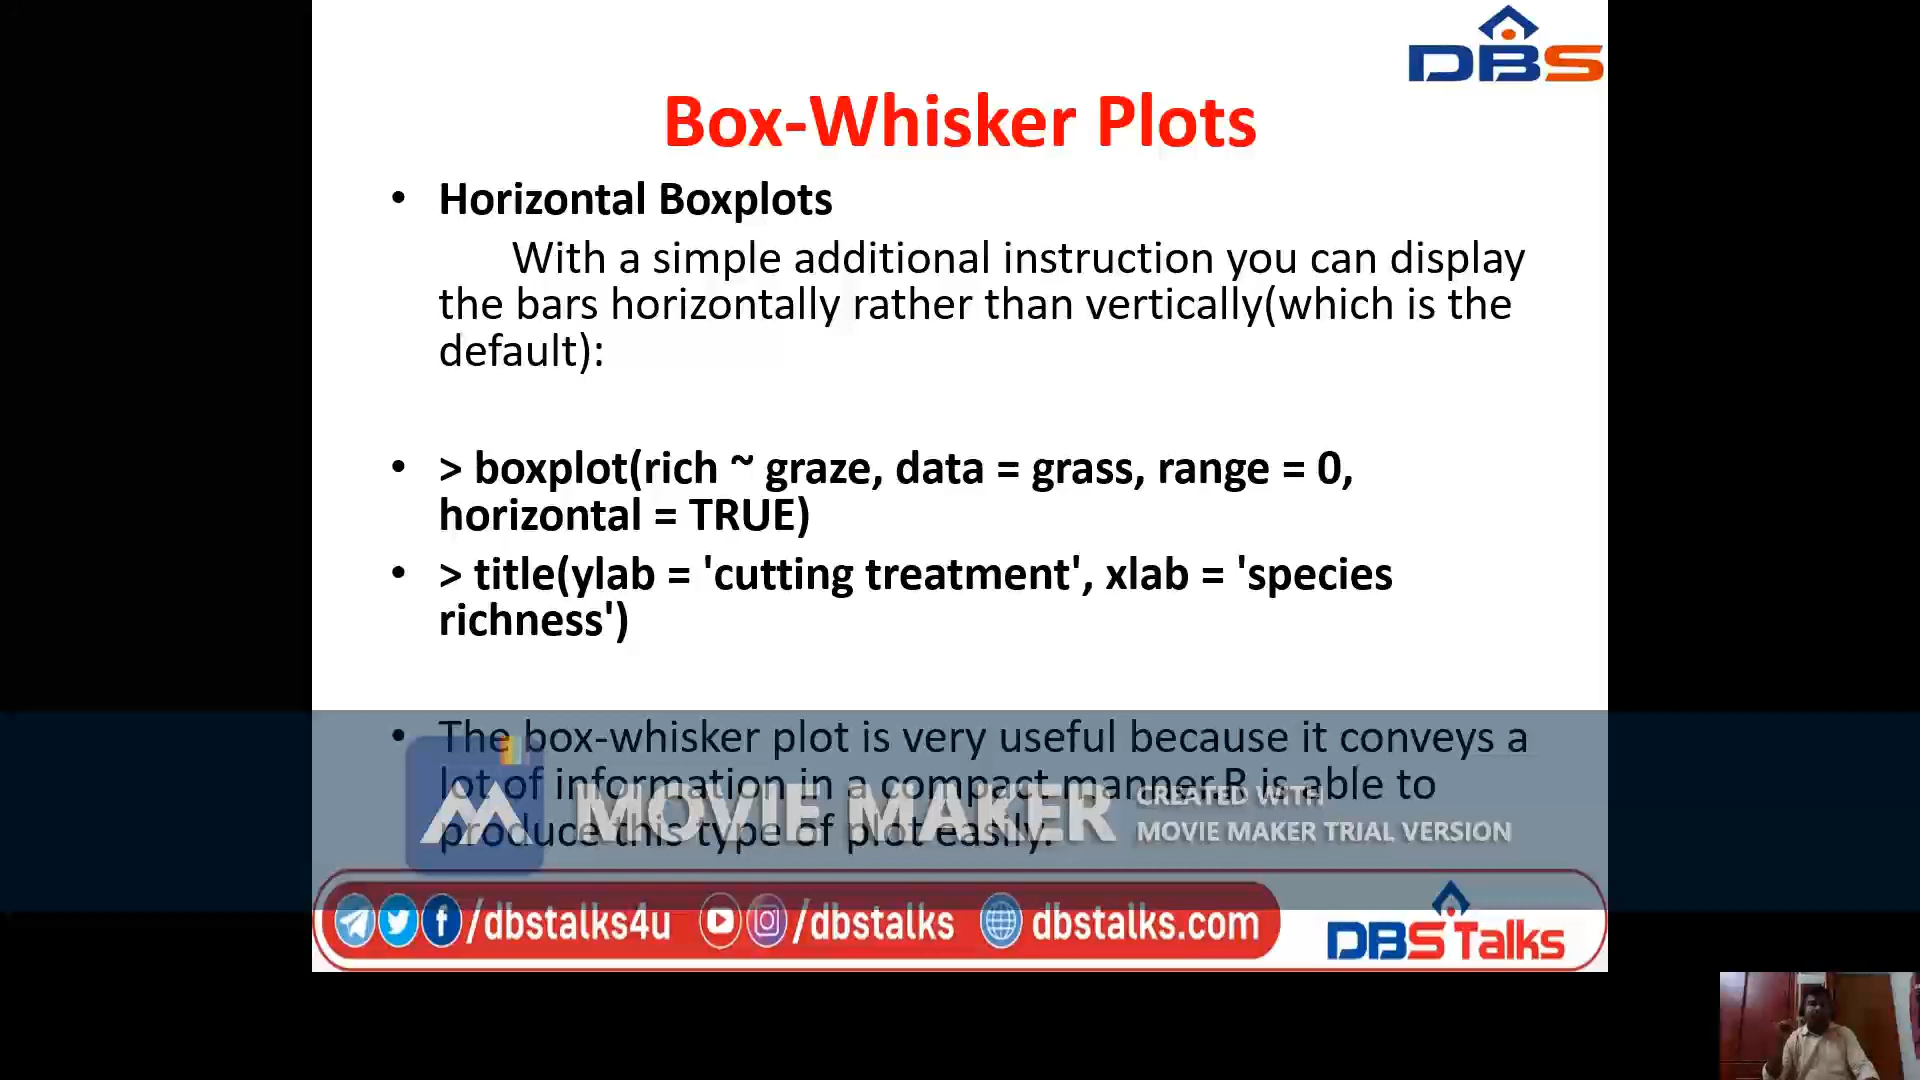 DBS
Box-Whisker Plots
• Horizontal Boxplots
With a simple additional instruction you can display
the bars horizontally rather than vertically(which is the
default):
• > boxplot(rich ~ graze, data = grass, range = 0,
horizontal = TRUE)
• > title(ylab = 'cutting treatment', xlab = 'species
richness')
• The box-whisker plot is very useful because it conveys a
lot of information in a compact manner.R is able to
produce this type of plot easily.
MOVIE MAKER
CREATED WITH
MOVIE MAKER TRIAL VERSION
/dbstalks4u /dbstalks dbstalks.com
DBS Talks